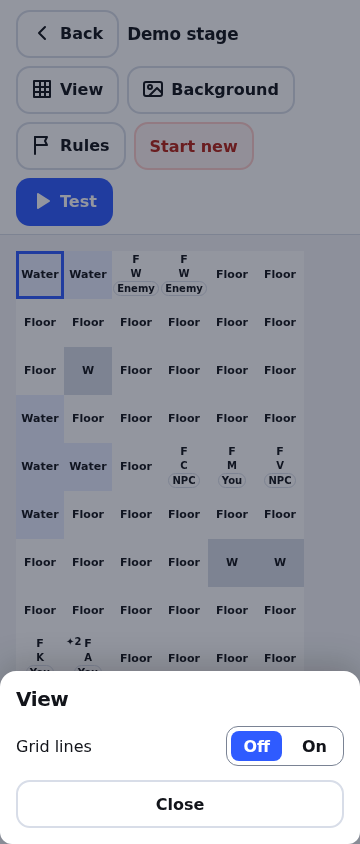 Back Demo stage
View Background
Rules Start new
Test
Water Water F F Floor Floor
W W
Enemy Enemy
Floor Floor Floor Floor Floor Floor
Floor W Floor Floor Floor Floor
Water Floor Floor Floor Floor Floor
Water Water Floor F F F
C M V
NPC You NPC
Water Floor Floor Floor Floor Floor
Floor Floor Floor Floor W W
Floor Floor Floor Floor Floor Floor
F ✦2 F
K A Floor Floor Floor Floor
You You
View
Grid lines Off On
Close